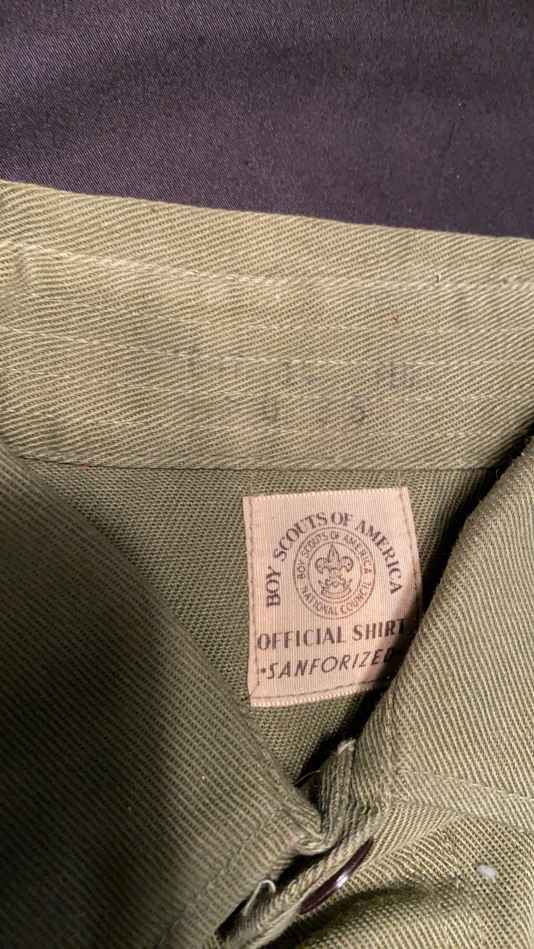 BOY SCOUTS OF AMERICA
BOY SCOUTS OF AMERICA
NATIONAL COUNCIL
OFFICIAL SHIRT
•SANFORIZED